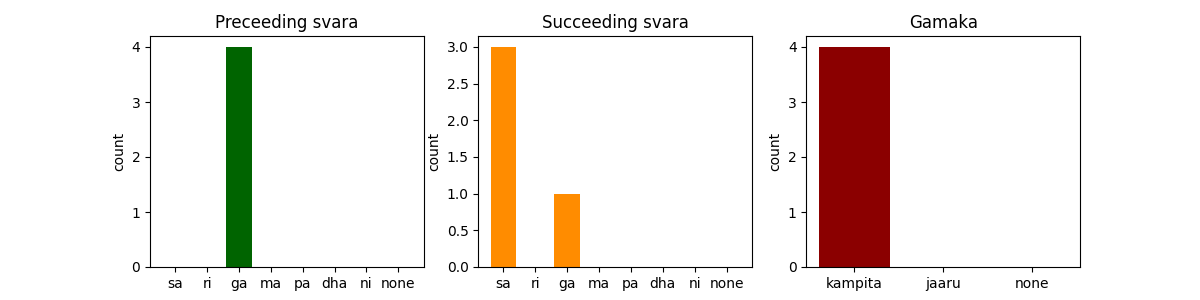 Preceeding svara
count
4
3
2
1
0
sa ri ga ma pa dha ni none
Succeeding svara
count
3.0
2.5
2.0
1.5
1.0
0.5
0.0
sa ri ga ma pa dha ni none
Gamaka
count
4
3
2
1
0
kampita jaaru none